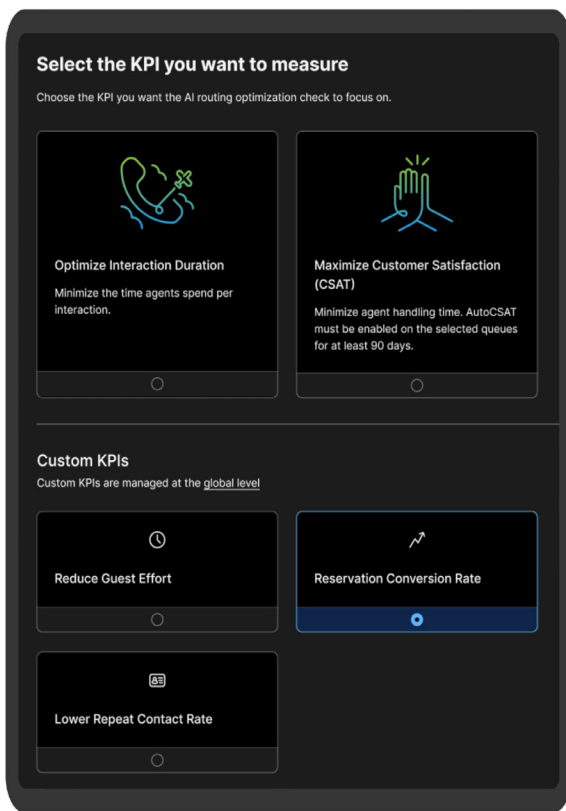 Select the KPI you want to measure
Choose the KPI you want the AI routing optimization check to focus on.
Optimize Interaction Duration
Minimize the time agents spend per
interaction.
Maximize Customer Satisfaction
(CSAT)
Minimize agent handling time. AutoCSAT
must be enabled on the selected queues
for at least 90 days.
Custom KPIs
Custom KPIs are managed at the global level
Reduce Guest Effort
Reservation Conversion Rate
Lower Repeat Contact Rate